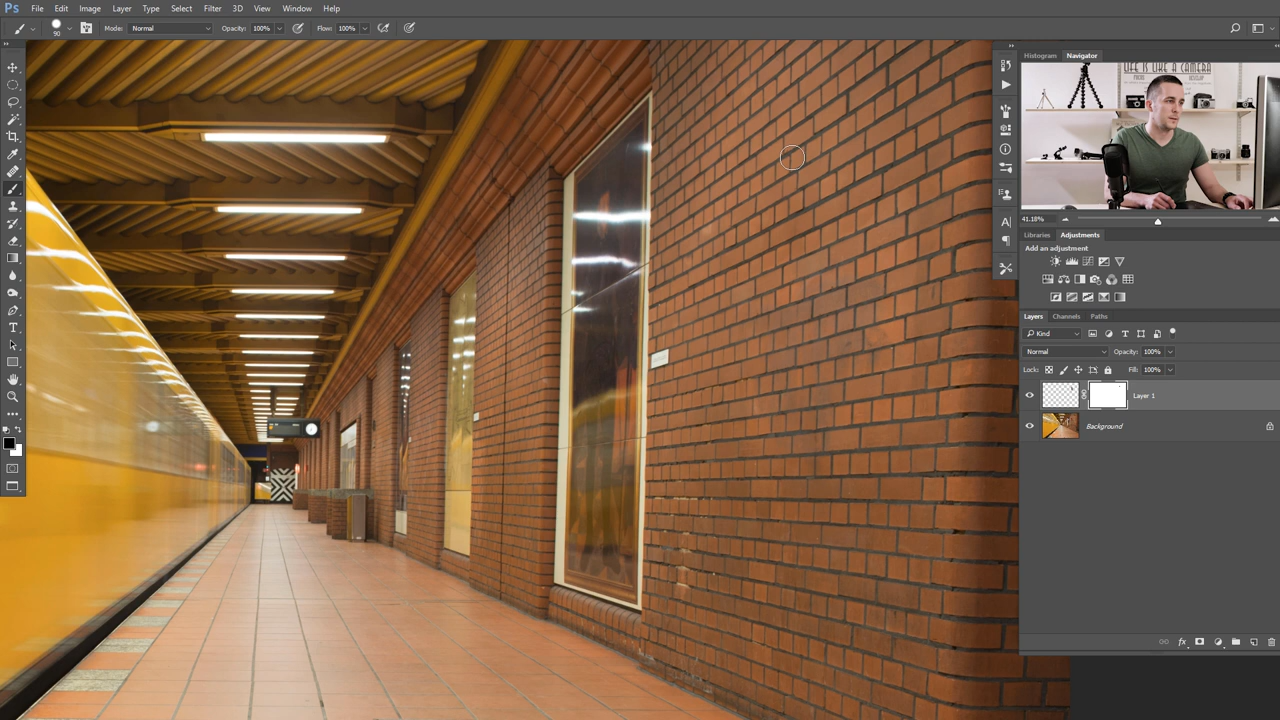 Ps File Edit Image Layer Type Select Filter 3D View Window Help
90 Mode: Normal Opacity: 100% Flow: 100%
Histogram Navigator
LIFE IS LIKE A CAMERA
41.18%
Libraries Adjustments
Add an adjustment
Layers Channels Paths
Kind
Normal Opacity: 100%
Lock: Fill: 100%
Layer 1
Background